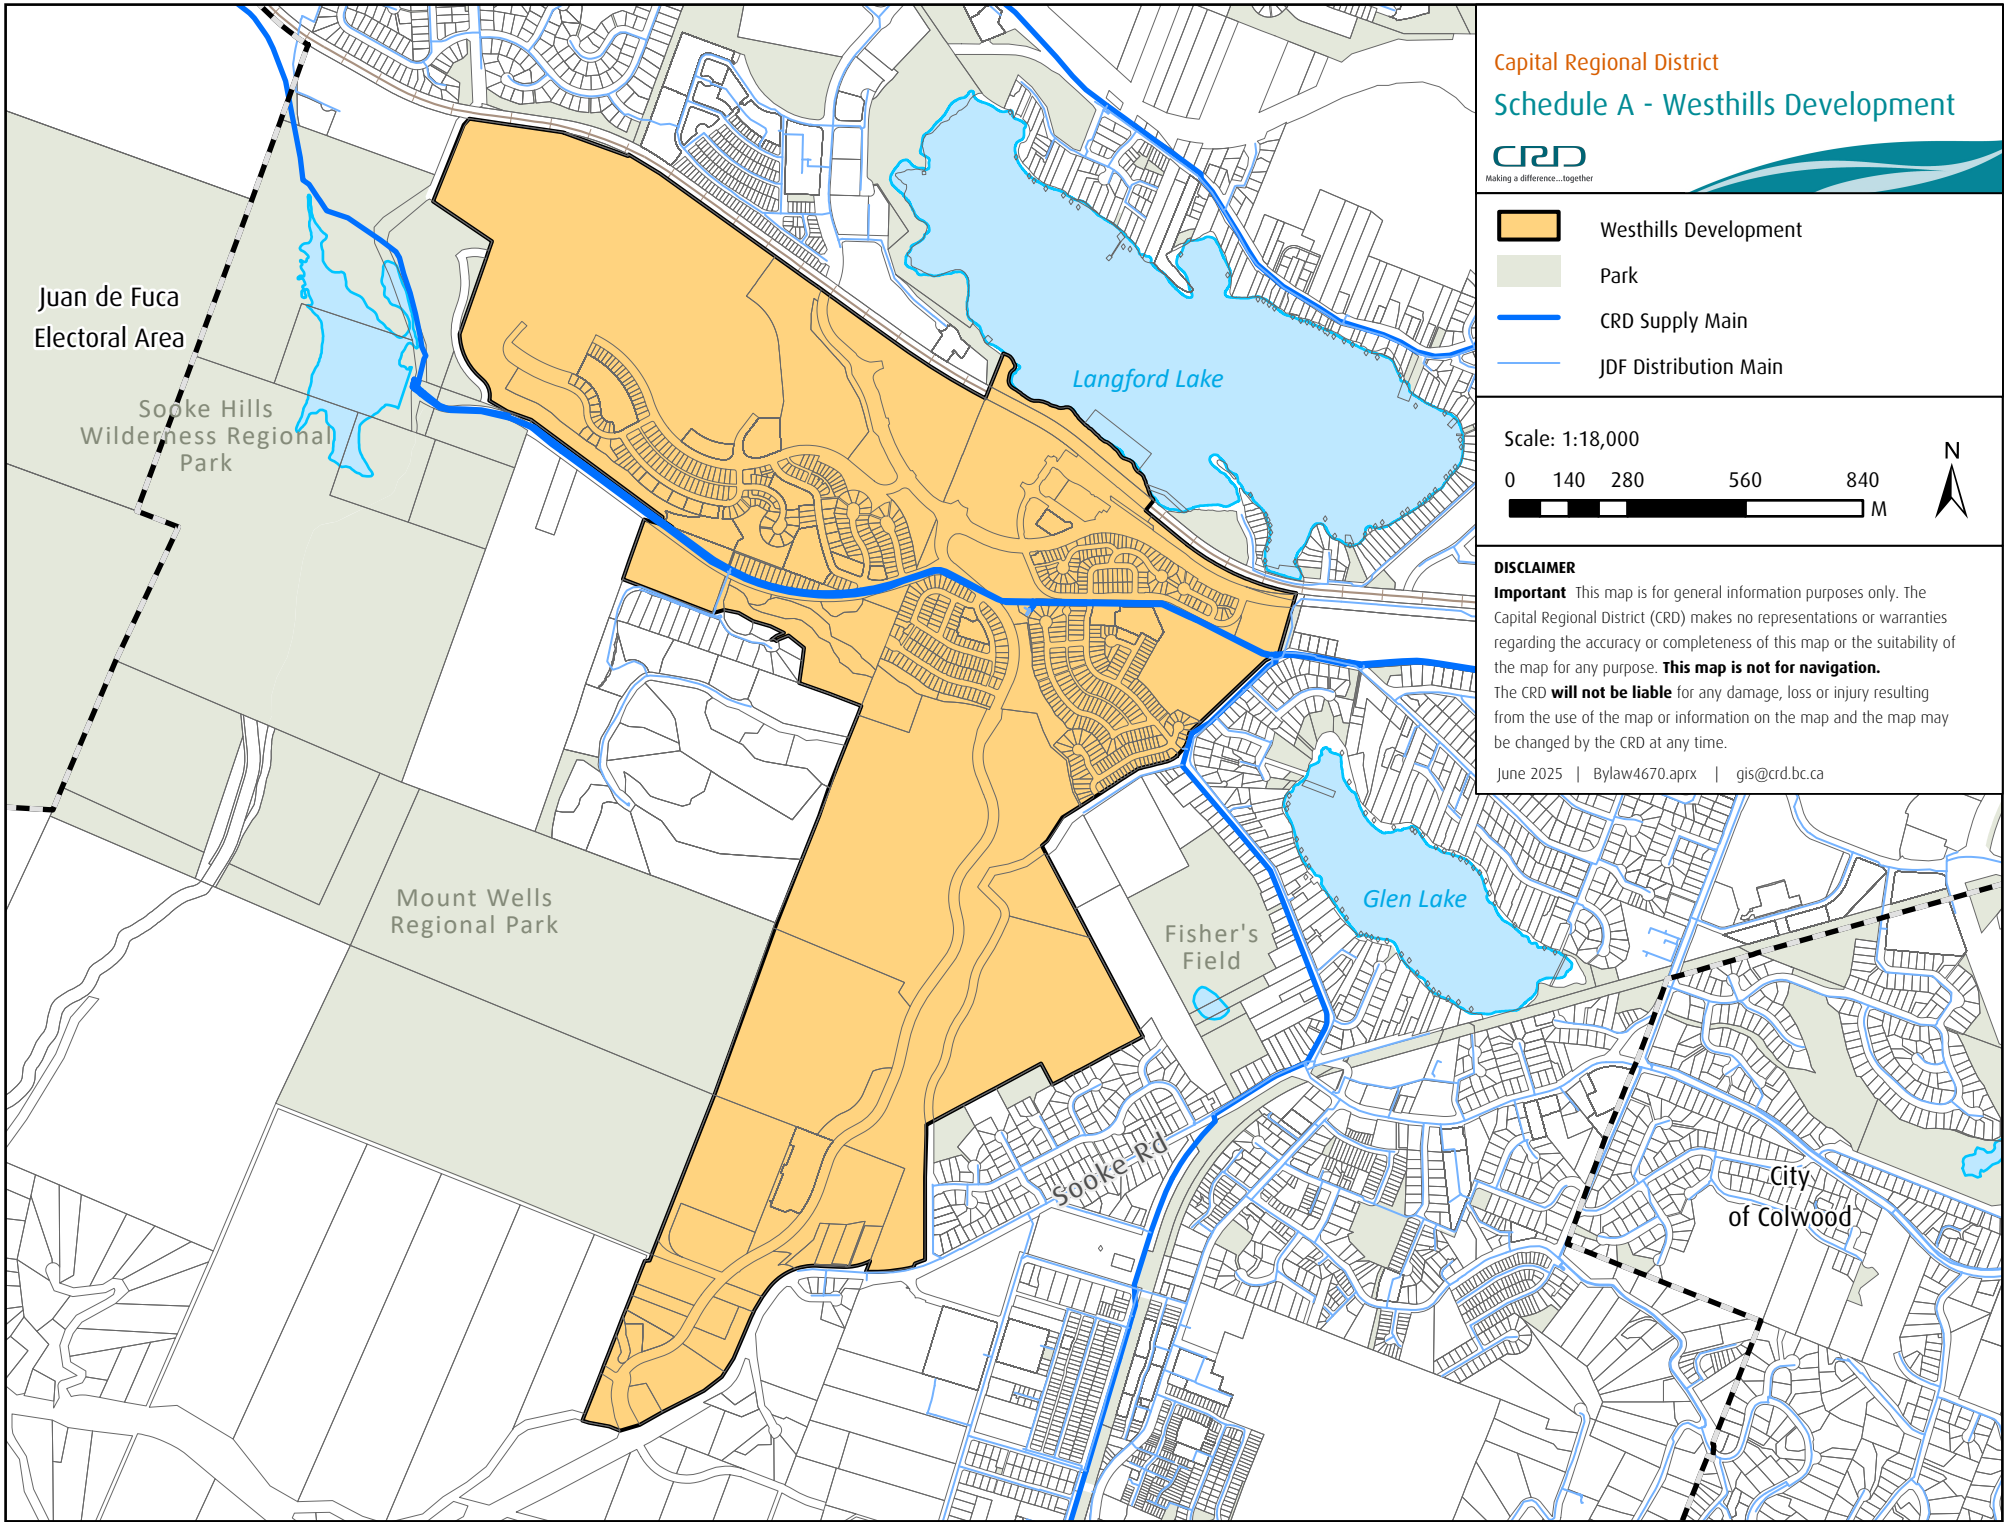 Capital Regional District
Schedule A - Westhills Development
CRD
Making a difference...together
Westhills Development
Park
CRD Supply Main
JDF Distribution Main
Scale: 1:18,000
0 140 280 560 840
M
N
DISCLAIMER
Important This map is for general information purposes only. The
Capital Regional District (CRD) makes no representations or warranties
regarding the accuracy or completeness of this map or the suitability of
the map for any purpose. This map is not for navigation.
The CRD will not be liable for any damage, loss or injury resulting
from the use of the map or information on the map and the map may
be changed by the CRD at any time.
June 2025 | Bylaw4670.aprx | gis@crd.bc.ca
Juan de Fuca
Electoral Area
Sooke Hills
Wilderness Regional
Park
Langford Lake
Mount Wells
Regional Park
Fisher's
Field
Glen Lake
Sooke Rd
City
of Colwood